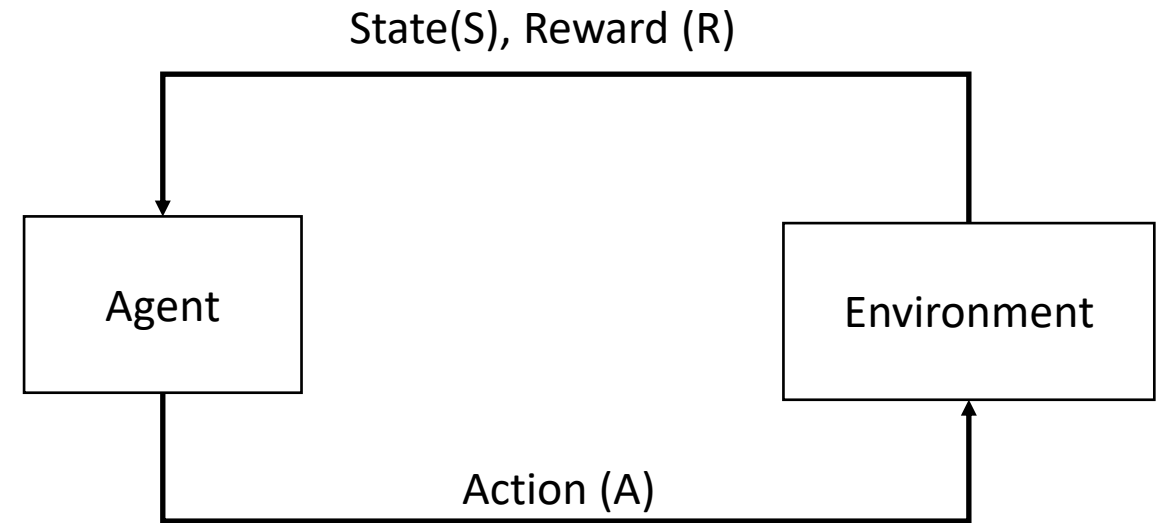 State(S), Reward (R)
Agent
Environment
Action (A)